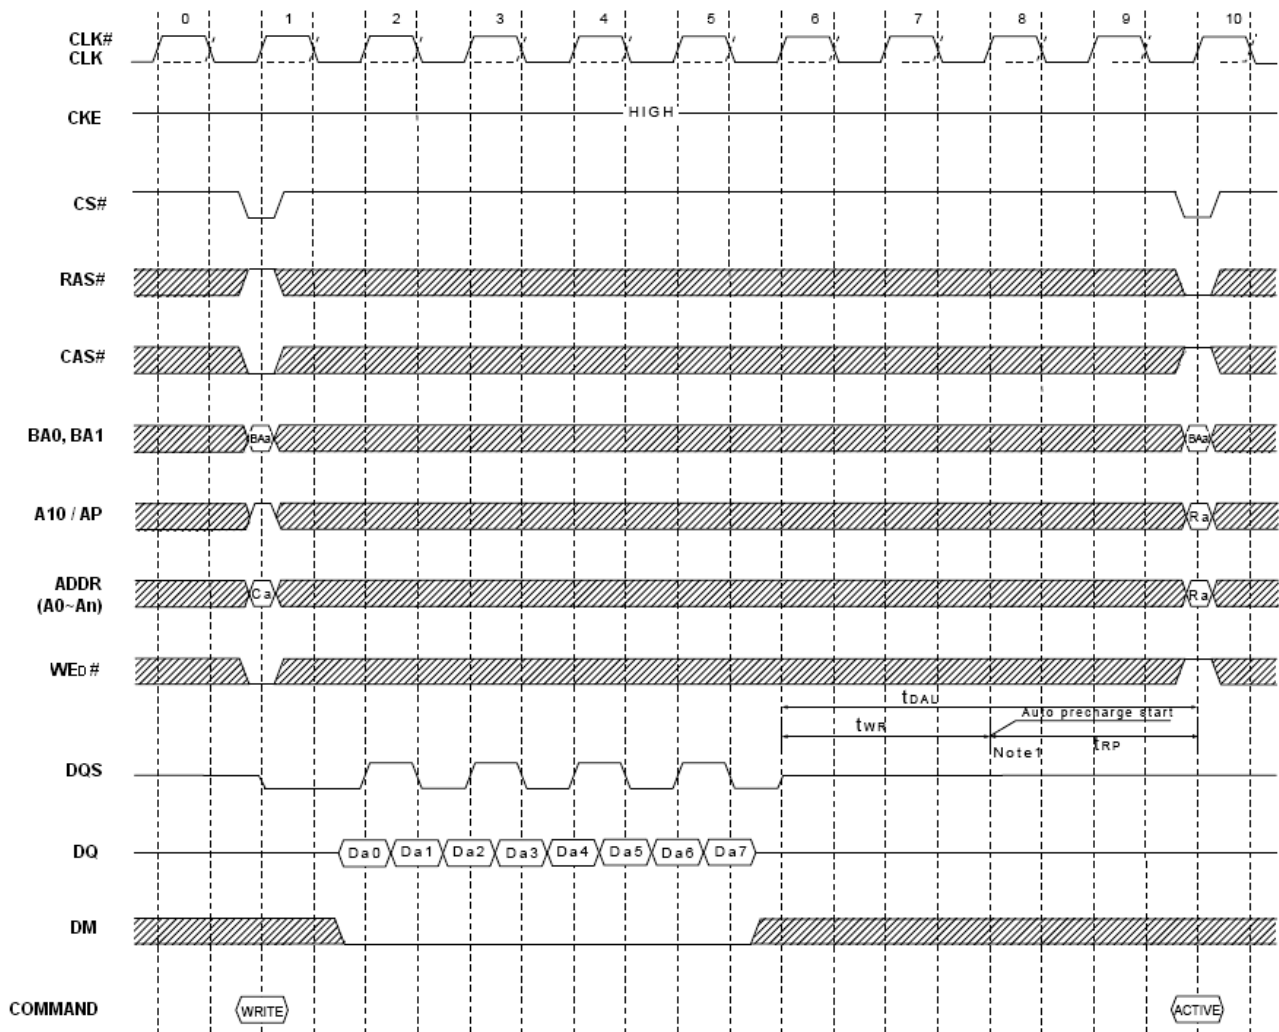 0 1 2 3 4 5 6 7 8 9 10
CLK#
CLK
CKE HIGH
CS#
RAS#
CAS#
BA0, BA1 BAa BAa
A10 / AP Ra
ADDR
(A0~An) Ca Ra
WED#
tDAL
Auto precharge start
tWR
Note1 tRP
DQS
DQ Da0 Da1 Da2 Da3 Da4 Da5 Da6 Da7
DM
COMMAND WRITE ACTIVE